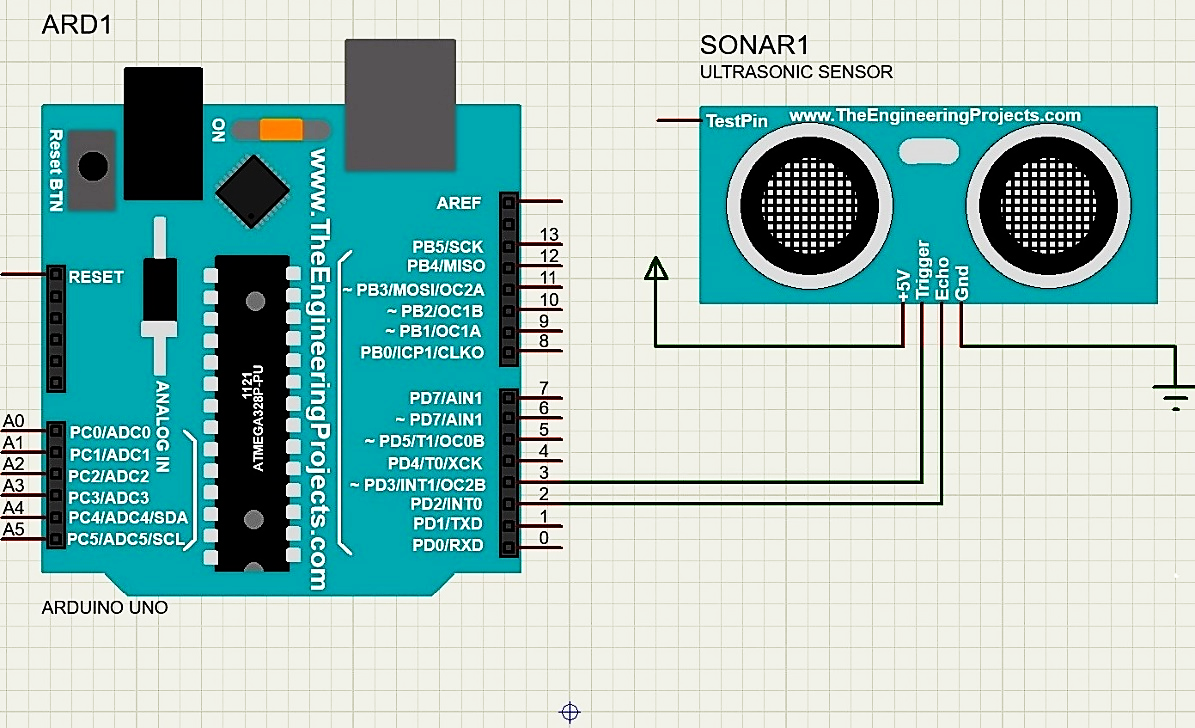 ARD1
ON
Reset BTN
www.TheEngineeringProjects.com
RESET
ANALOG IN
1121
ATMEGA328P-PU
A0
A1
A2
A3
A4
A5
PC0/ADC0
PC1/ADC1
PC2/ADC2
PC3/ADC3
PC4/ADC4/SDA
PC5/ADC5/SCL
AREF
PB5/SCK 13
PB4/MISO 12
~ PB3/MOSI/OC2A 11
~ PB2/OC1B 10
~ PB1/OC1A 9
PB0/ICP1/CLKO 8
PD7/AIN1 7
~ PD7/AIN1 6
~ PD5/T1/OC0B 5
PD4/T0/XCK 4
~ PD3/INT1/OC2B 3
PD2/INT0 2
PD1/TXD 1
PD0/RXD 0
ARDUINO UNO
SONAR1
ULTRASONIC SENSOR
TestPin
www.TheEngineeringProjects.com
+5V
Trigger
Echo
Gnd